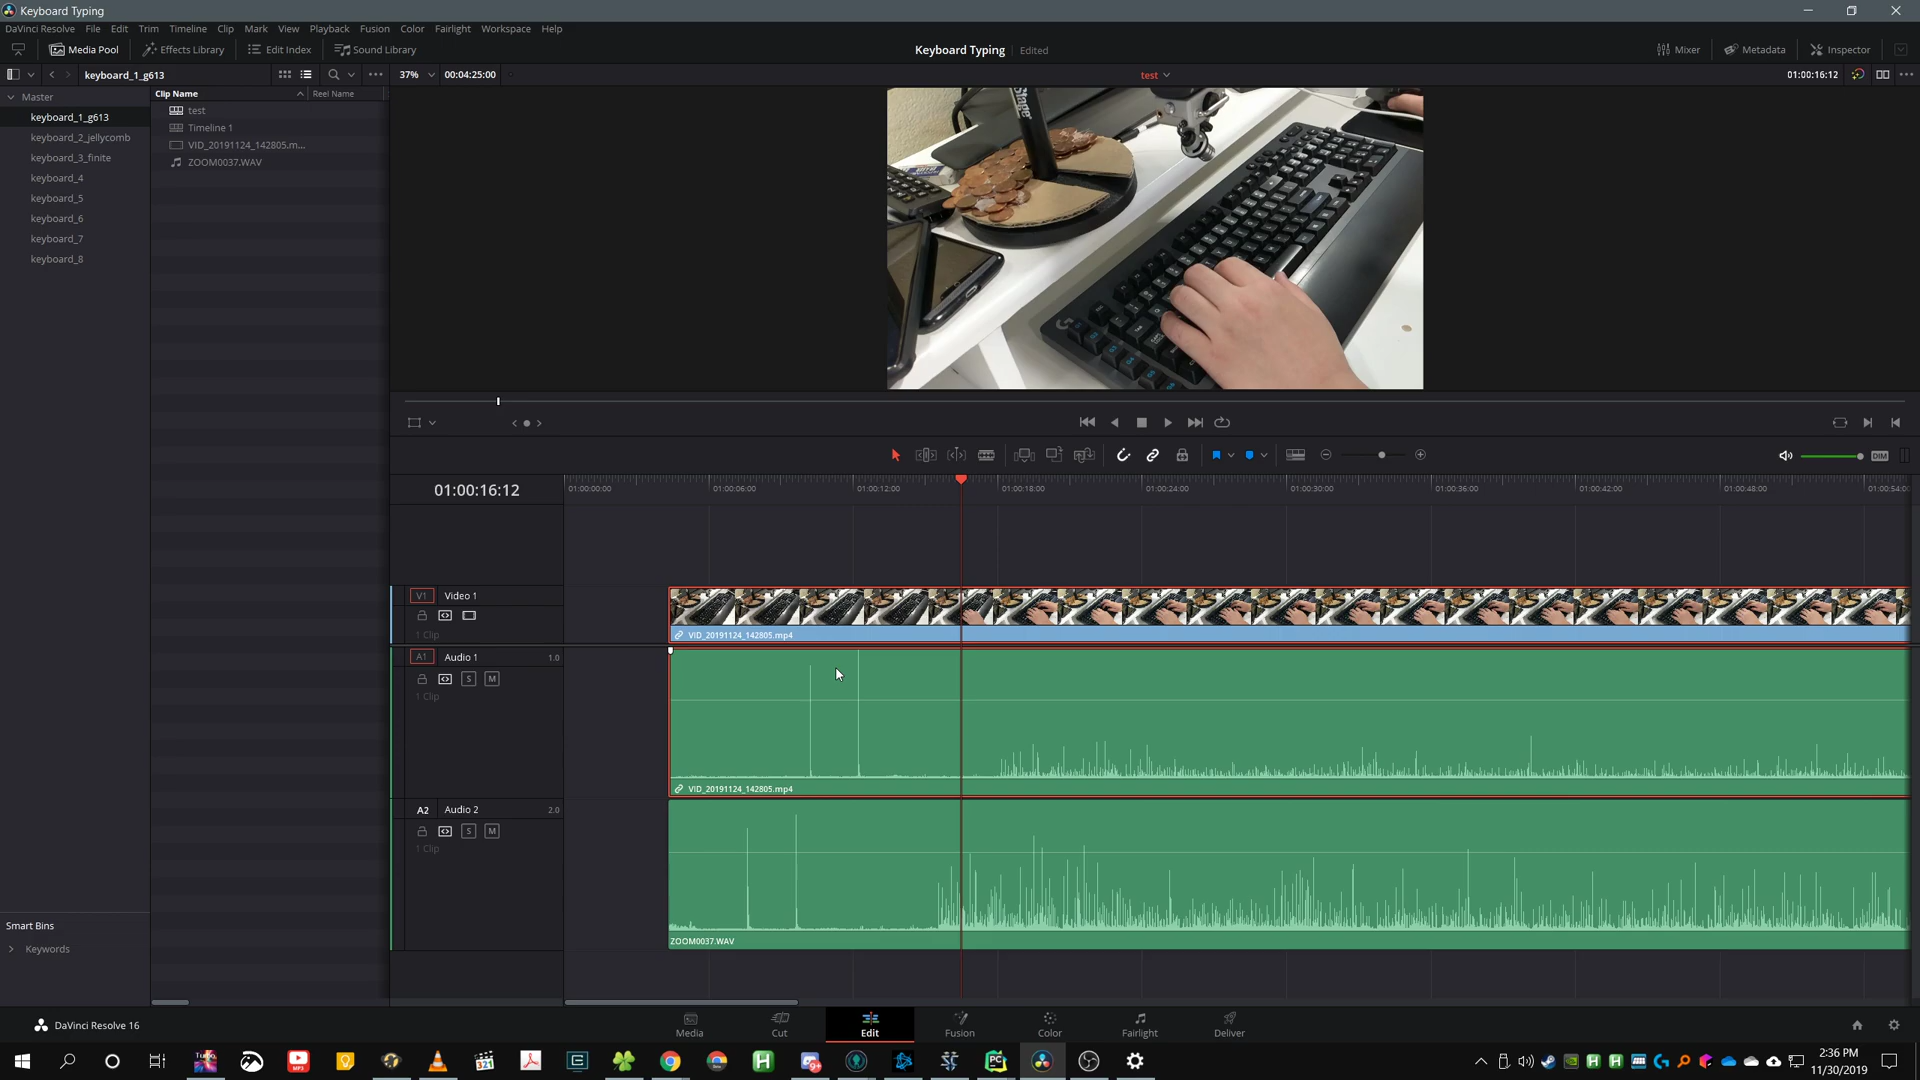 Keyboard Typing
DaVinci Resolve File Edit Trim Timeline Clip Mark View Playback Fusion Color Fairlight Workspace Help
Media Pool Effects Library Edit Index Sound Library Keyboard Typing Edited Mixer Metadata Inspector
keyboard_1_g613 37% 00:04:25:00 test 01:00:16:12
Master Clip Name Reel Name
keyboard_1_g613 test
keyboard_2_jellycomb Timeline 1
keyboard_3_finite VID_20191124_142805.m...
keyboard_4 ZOOM0037.WAV
keyboard_5
keyboard_6
keyboard_7
keyboard_8
Stage
DIM
01:00:16:12 01:00:00:00 01:00:06:00 01:00:12:00 01:00:18:00 01:00:24:00 01:00:30:00 01:00:36:00 01:00:42:00 01:00:48:00 01:00:54:00
V1 Video 1
1 Clip VID_20191124_142805.mp4
A1 Audio 1 1.0
S M
1 Clip
VID_20191124_142805.mp4
A2 Audio 2 2.0
S M
1 Clip
ZOOM0037.WAV
Smart Bins
Keywords
DaVinci Resolve 16 Media Cut Edit Fusion Color Fairlight Deliver
2:36 PM
11/30/2019